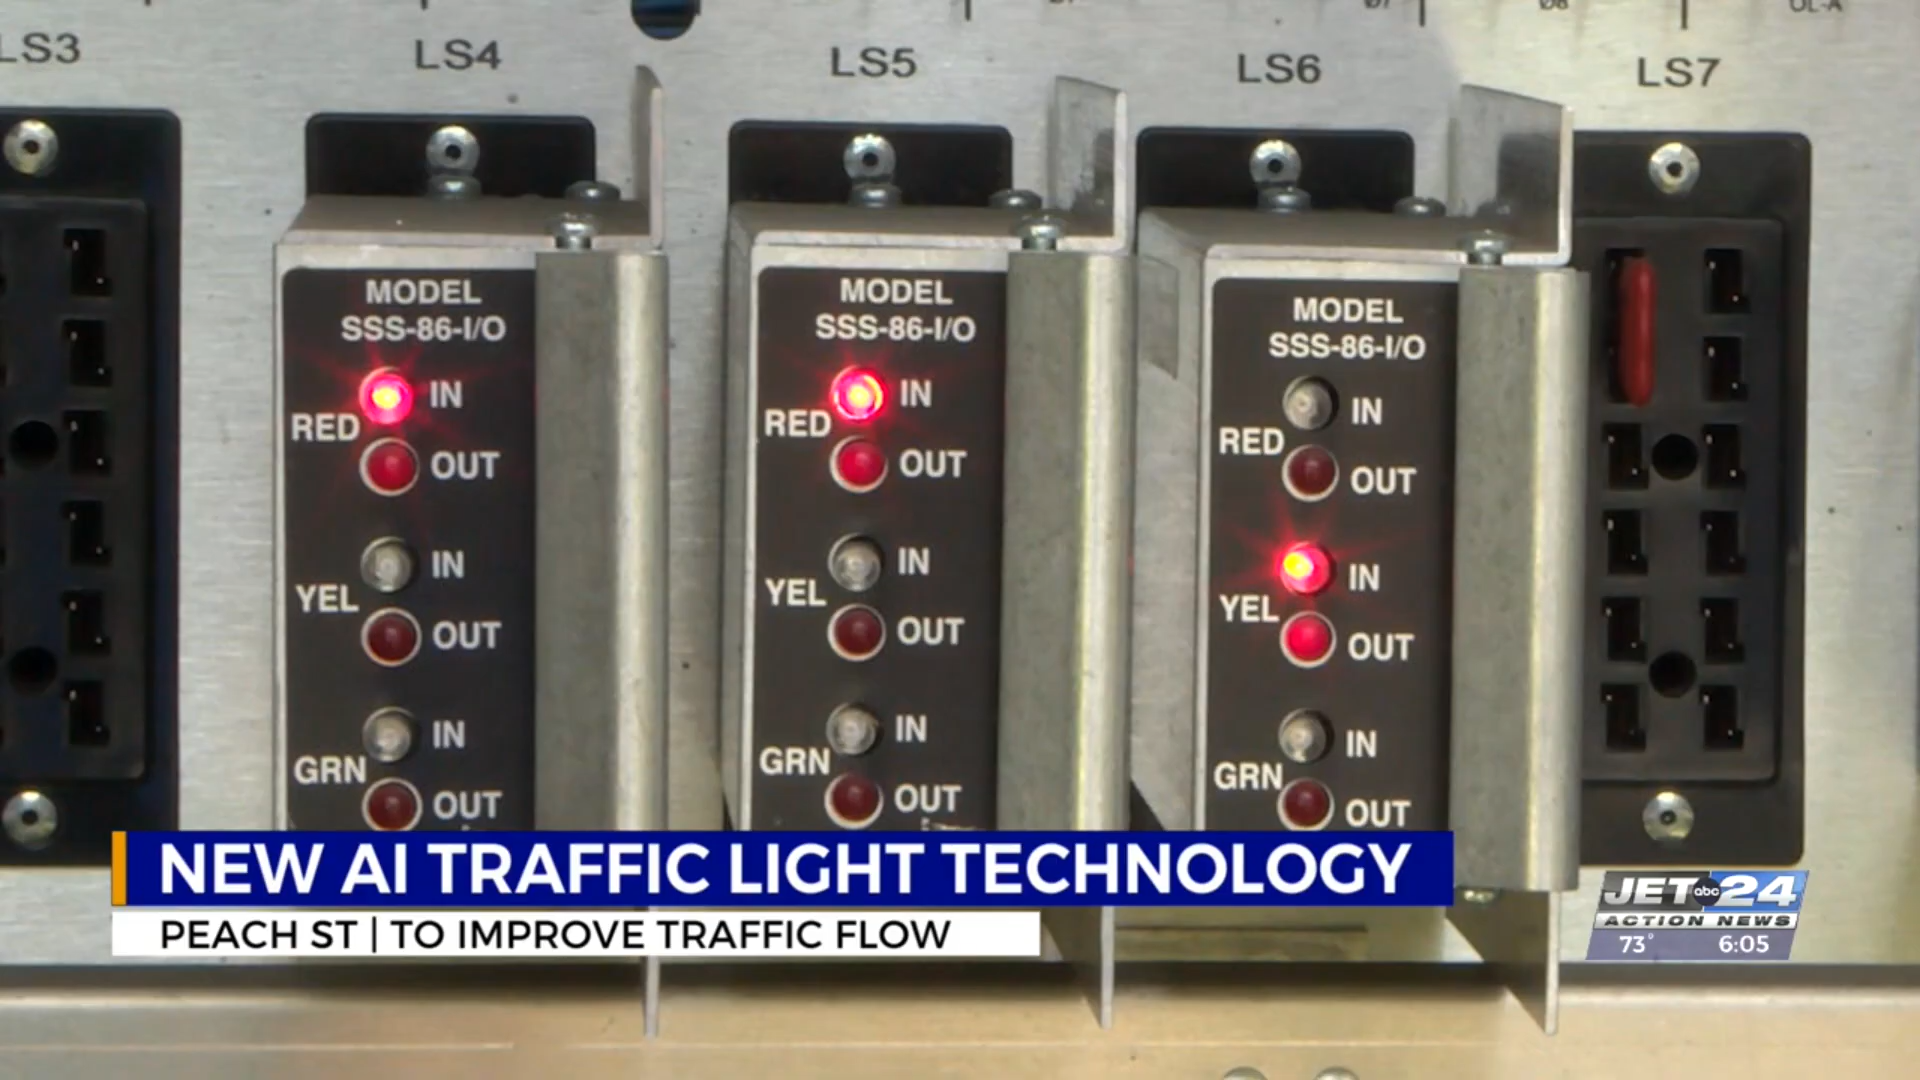 LS3
LS4
LS5
LS6
LS7
MODEL
SSS-86-I/O
RED
IN
OUT
YEL
IN
OUT
GRN
IN
OUT
MODEL
SSS-86-I/O
RED
IN
OUT
YEL
IN
OUT
GRN
IN
OUT
MODEL
SSS-86-I/O
RED
IN
OUT
YEL
IN
OUT
GRN
IN
OUT
NEW AI TRAFFIC LIGHT TECHNOLOGY
PEACH ST | TO IMPROVE TRAFFIC FLOW
JET abc 24
ACTION NEWS
73° 6:05